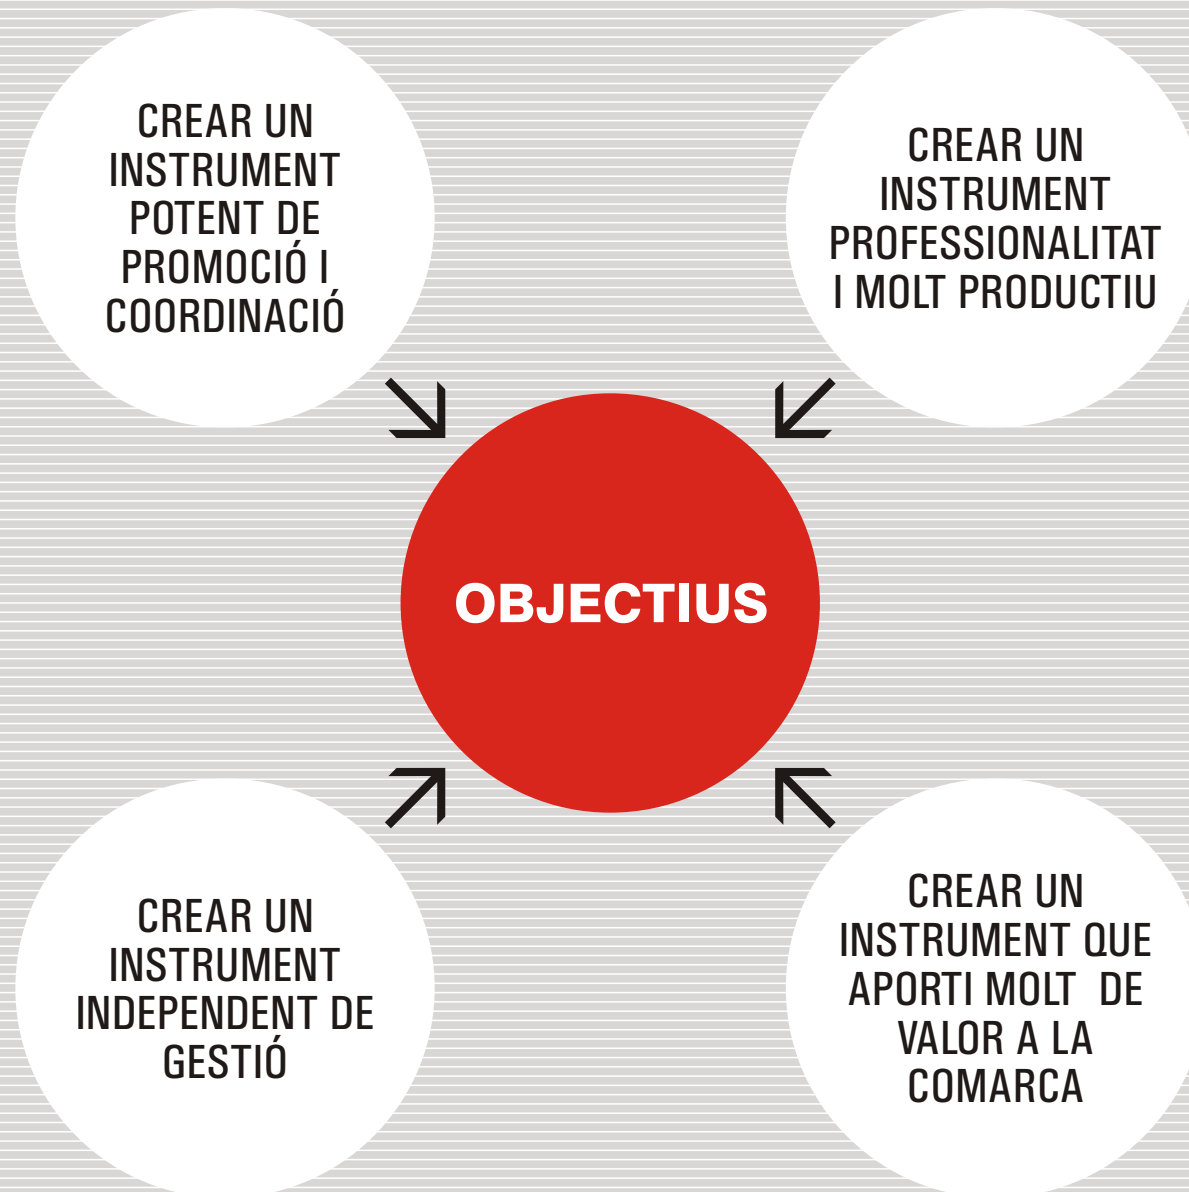 CREAR UN
INSTRUMENT
POTENT DE
PROMOCIÓ I
COORDINACIÓ
CREAR UN
INSTRUMENT
PROFESSIONALITAT
I MOLT PRODUCTIU
OBJECTIUS
CREAR UN
INSTRUMENT
INDEPENDENT DE
GESTIÓ
CREAR UN
INSTRUMENT QUE
APORTI MOLT DE
VALOR A LA
COMARCA